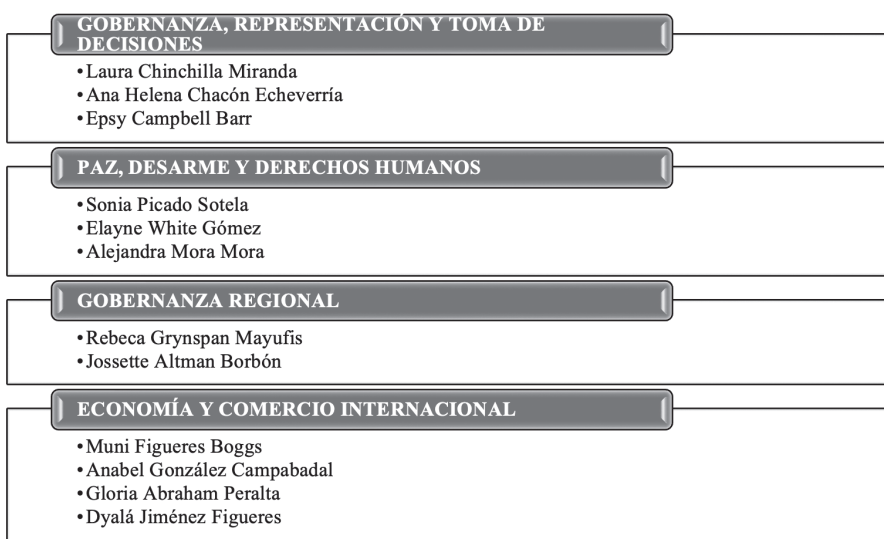 GOBERNANZA, REPRESENTACIÓN Y TOMA DE
DECISIONES
•Laura Chinchilla Miranda
•Ana Helena Chacón Echeverría
•Epsy Campbell Barr
PAZ, DESARME Y DERECHOS HUMANOS
•Sonia Picado Sotela
•Elayne White Gómez
•Alejandra Mora Mora
GOBERNANZA REGIONAL
•Rebeca Grynspan Mayufis
•Jossette Altman Borbón
ECONOMÍA Y COMERCIO INTERNACIONAL
•Muni Figueres Boggs
•Anabel González Campabadal
•Gloria Abraham Peralta
•Dyalá Jiménez Figueres